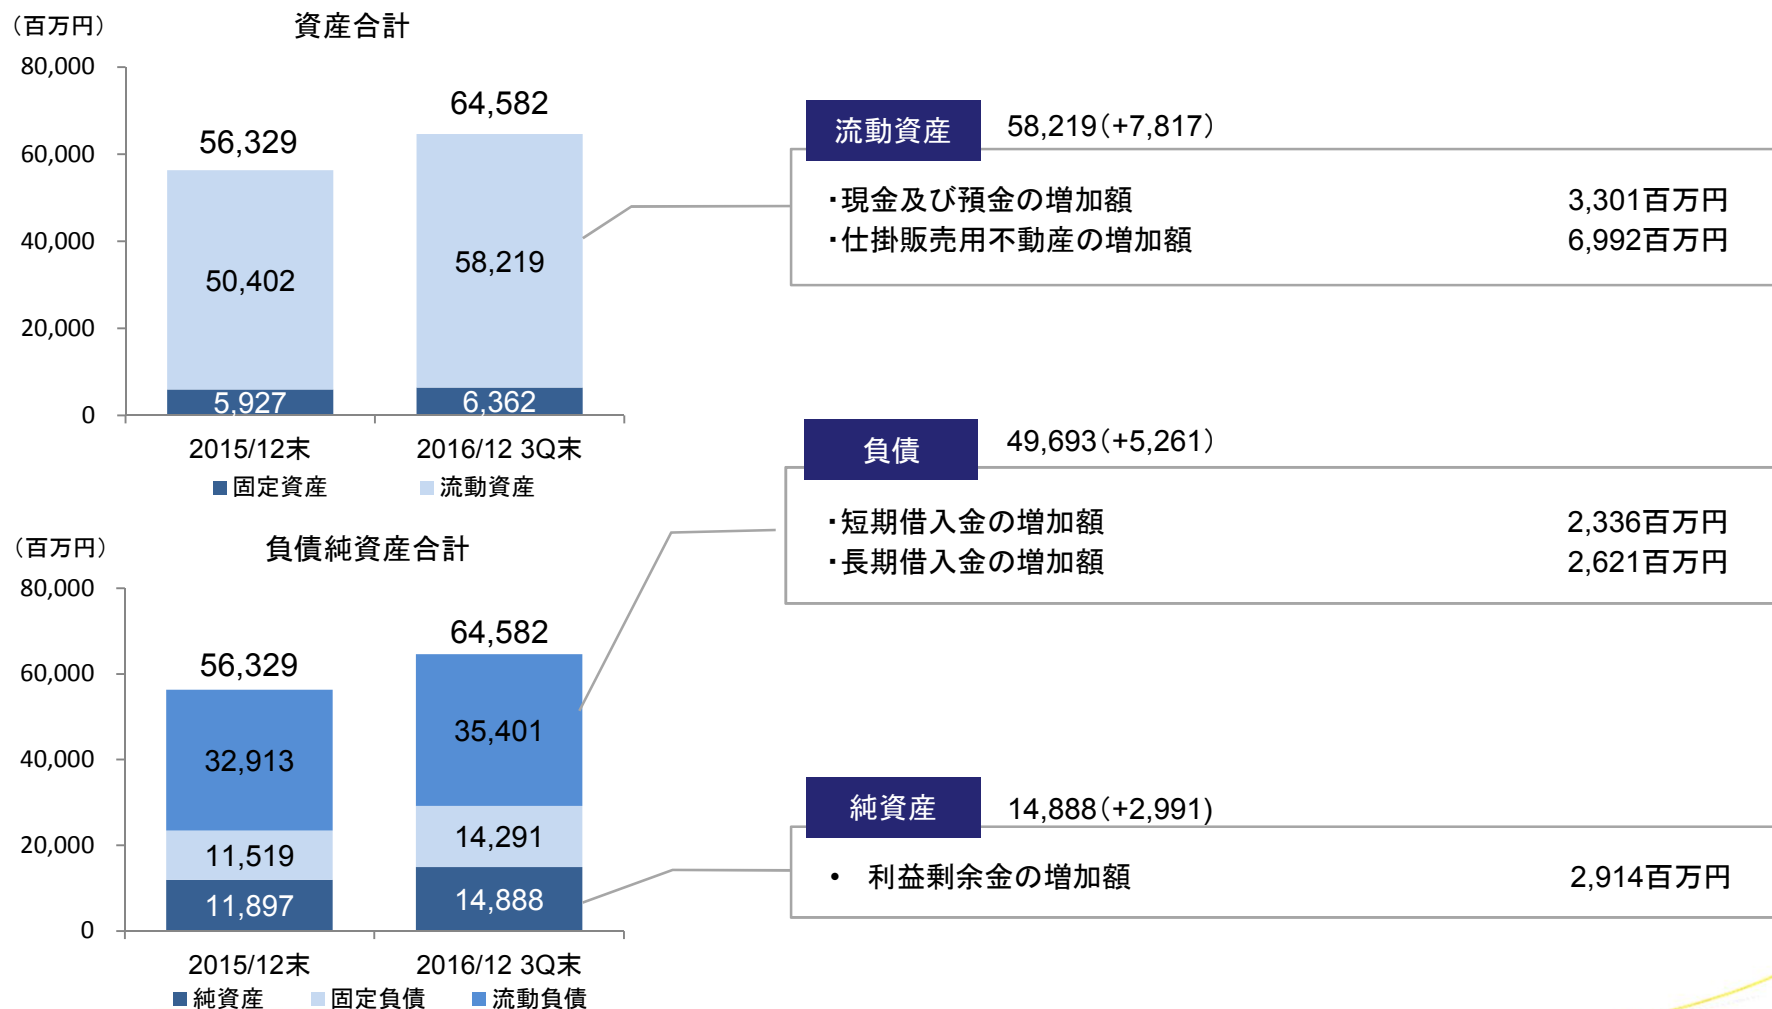 （百万円）
資産合計
80,000
60,000
40,000
20,000
0
56,329
64,582
50,402
58,219
5,927
6,362
2015/12末
2016/12 3Q末
固定資産
流動資産
流動資産
58,219（+7,817）
・現金及び預金の増加額 3,301百万円
・仕掛販売用不動産の増加額 6,992百万円
負債
49,693（+5,261）
・短期借入金の増加額 2,336百万円
・長期借入金の増加額 2,621百万円
（百万円）
負債純資産合計
80,000
60,000
40,000
20,000
0
56,329
64,582
32,913
35,401
11,519
14,291
11,897
14,888
2015/12末
2016/12 3Q末
純資産
固定負債
流動負債
純資産
14,888（+2,991)
• 利益剰余金の増加額 2,914百万円